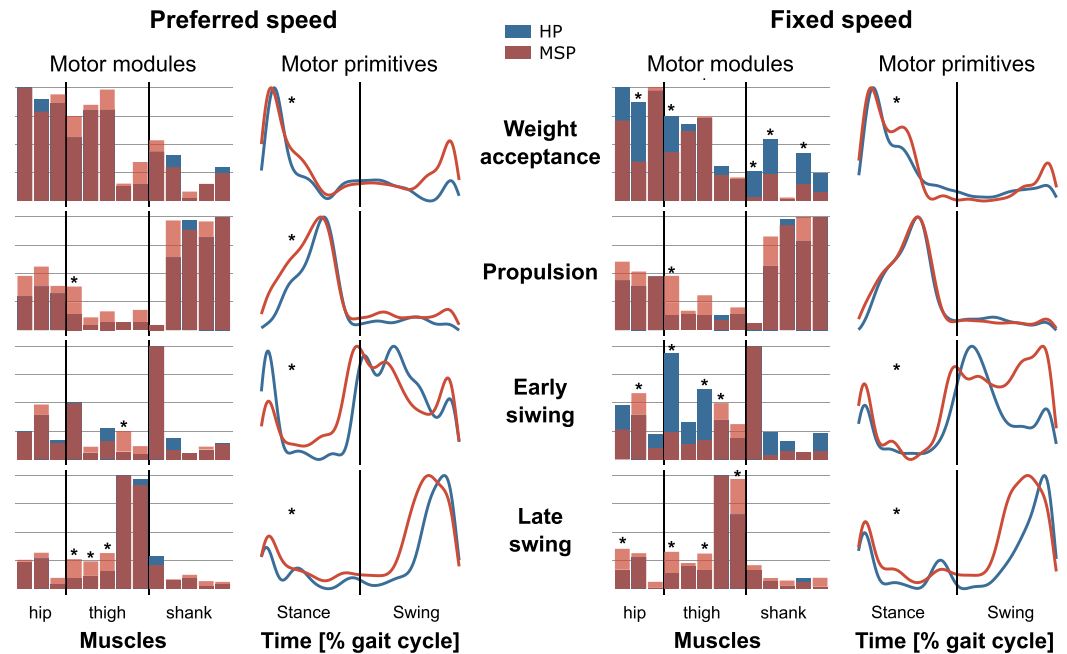 Preferred speed
Fixed speed
HP
MSP
Motor modules
Motor primitives
Motor modules
Motor primitives
*
*
*
*
*
*
*
Weight
acceptance
*
*
*
*
Propulsion
*
*
*
*
*
*
*
*
Early
siwing
*
*
*
*
*
*
*
*
*
*
*
Late
swing
hip
thigh
shank
Stance
Swing
hip
thigh
shank
Stance
Swing
Muscles
Time [% gait cycle]
Muscles
Time [% gait cycle]